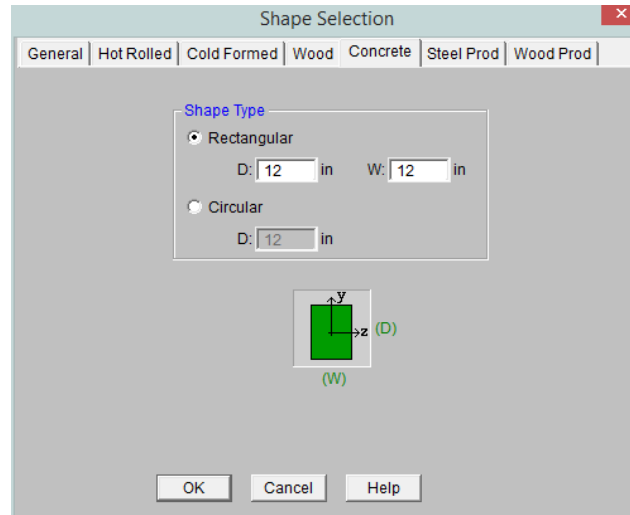 Shape Selection
General Hot Rolled Cold Formed Wood Concrete Steel Prod Wood Prod
Shape Type
Rectangular
D: 12 in W: 12 in
Circular
D: 12 in
y
z (D)
(W)
OK Cancel Help